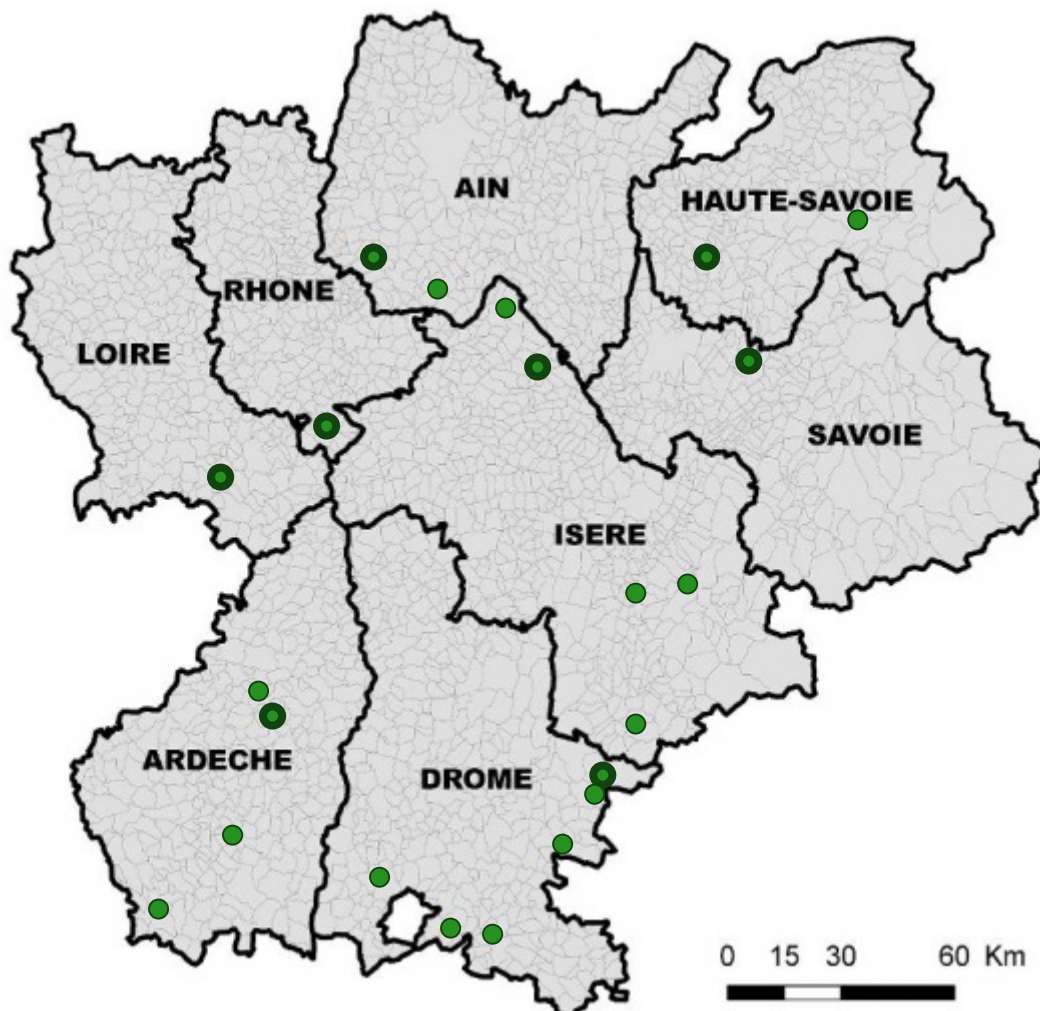 AIN
HAUTE-SAVOIE
RHONE
LOIRE
SAVOIE
ISERE
ARDECHE
DROME
0 15 30 60 Km